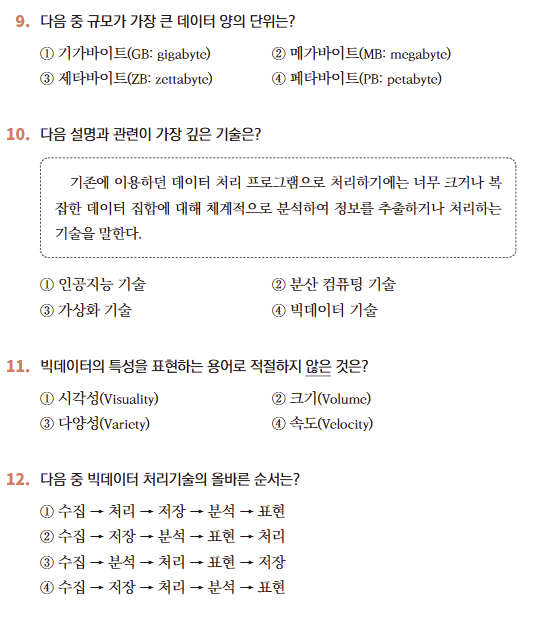 9. 다음 중 규모가 가장 큰 데이터 양의 단위는?
① 기가바이트(GB: gigabyte) ② 메가바이트(MB: megabyte)
③ 제타바이트(ZB: zettabyte) ④ 페타바이트(PB: petabyte)
10. 다음 설명과 관련이 가장 깊은 기술은?
기존에 이용하던 데이터 처리 프로그램으로 처리하기에는 너무 크거나 복
잡한 데이터 집합에 대해 체계적으로 분석하여 정보를 추출하거나 처리하는
기술을 말한다.
① 인공지능 기술 ② 분산 컴퓨팅 기술
③ 가상화 기술 ④ 빅데이터 기술
11. 빅데이터의 특성을 표현하는 용어로 적절하지 않은 것은?
① 시각성(Visuality) ② 크기(Volume)
③ 다양성(Variety) ④ 속도(Velocity)
12. 다음 중 빅데이터 처리기술의 올바른 순서는?
① 수집 → 처리 → 저장 → 분석 → 표현
② 수집 → 저장 → 분석 → 표현 → 처리
③ 수집 → 분석 → 처리 → 표현 → 저장
④ 수집 → 저장 → 처리 → 분석 → 표현